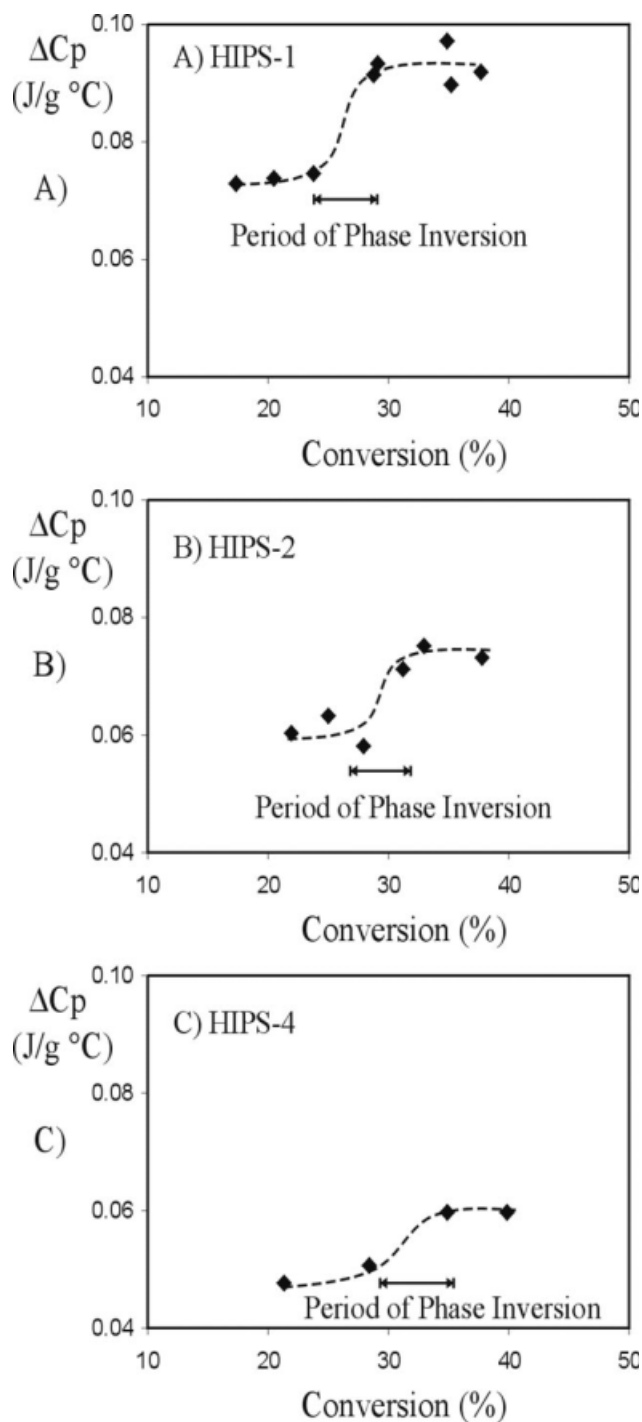 0.10
ΔCp
(J/g °C)
A) HIPS-1
0.08
A)
Period of Phase Inversion
0.06
0.04
10 20 30 40 50
Conversion (%)
0.10
ΔCp
(J/g °C)
B) HIPS-2
0.08
B)
0.06
Period of Phase Inversion
0.04
10 20 30 40 50
Conversion (%)
0.10
ΔCp
(J/g °C)
C) HIPS-4
0.08
C)
0.06
Period of Phase Inversion
0.04
10 20 30 40 50
Conversion (%)